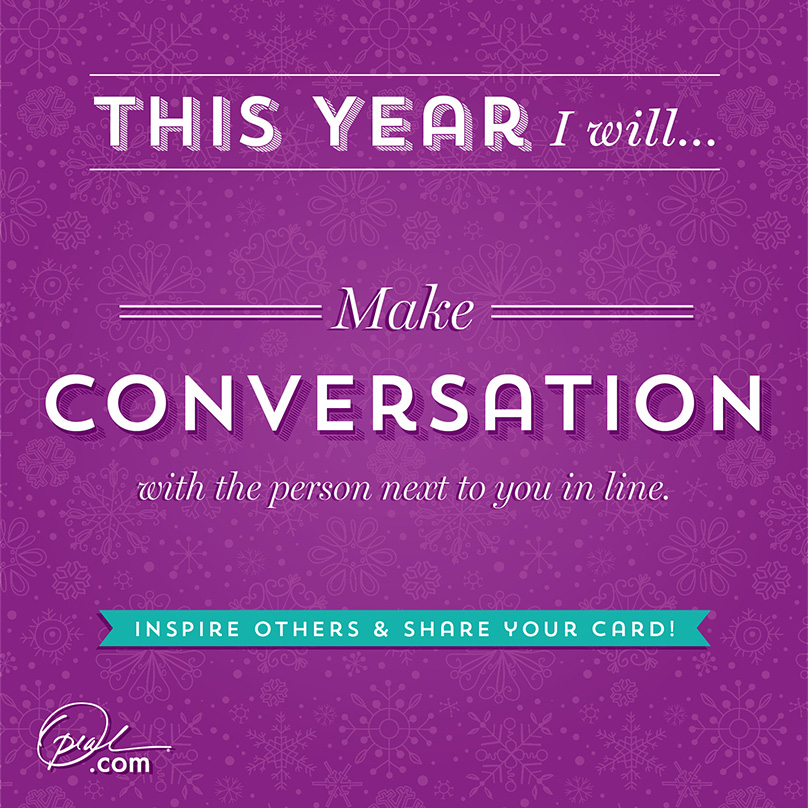 THIS YEAR I will...
Make
CONVERSATION
with the person next to you in line.
INSPIRE OTHERS & SHARE YOUR CARD!
Oprah
.com